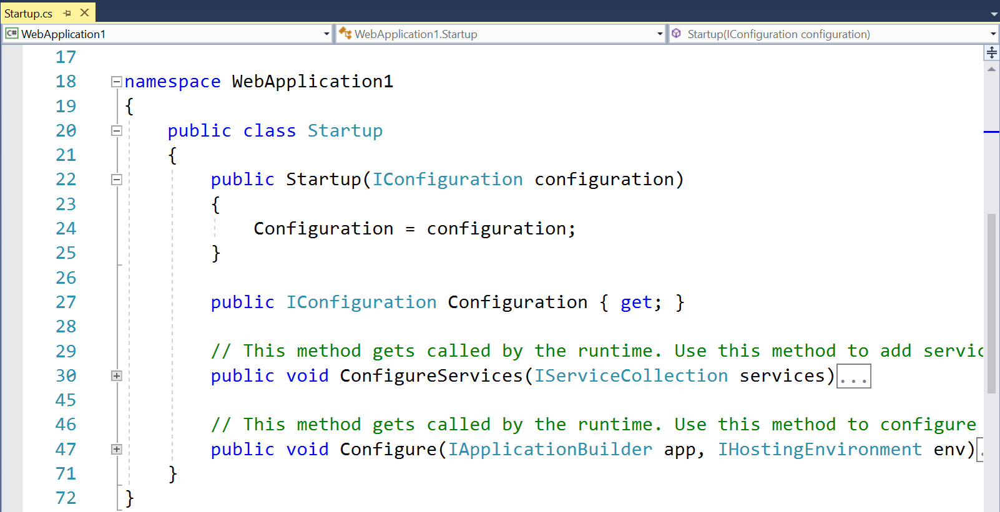 Startup.cs
C# WebApplication1 WebApplication1.Startup Startup(IConfiguration configuration)
17
18 namespace WebApplication1
19 {
20 public class Startup
21 {
22 public Startup(IConfiguration configuration)
23 {
24 Configuration = configuration;
25 }
26
27 public IConfiguration Configuration { get; }
28
29 // This method gets called by the runtime. Use this method to add
30 public void ConfigureServices(IServiceCollection services)...
45
46 // This method gets called by the runtime. Use this method to configure
47 public void Configure(IApplicationBuilder app, IHostingEnvironment env)
71 }
72 }